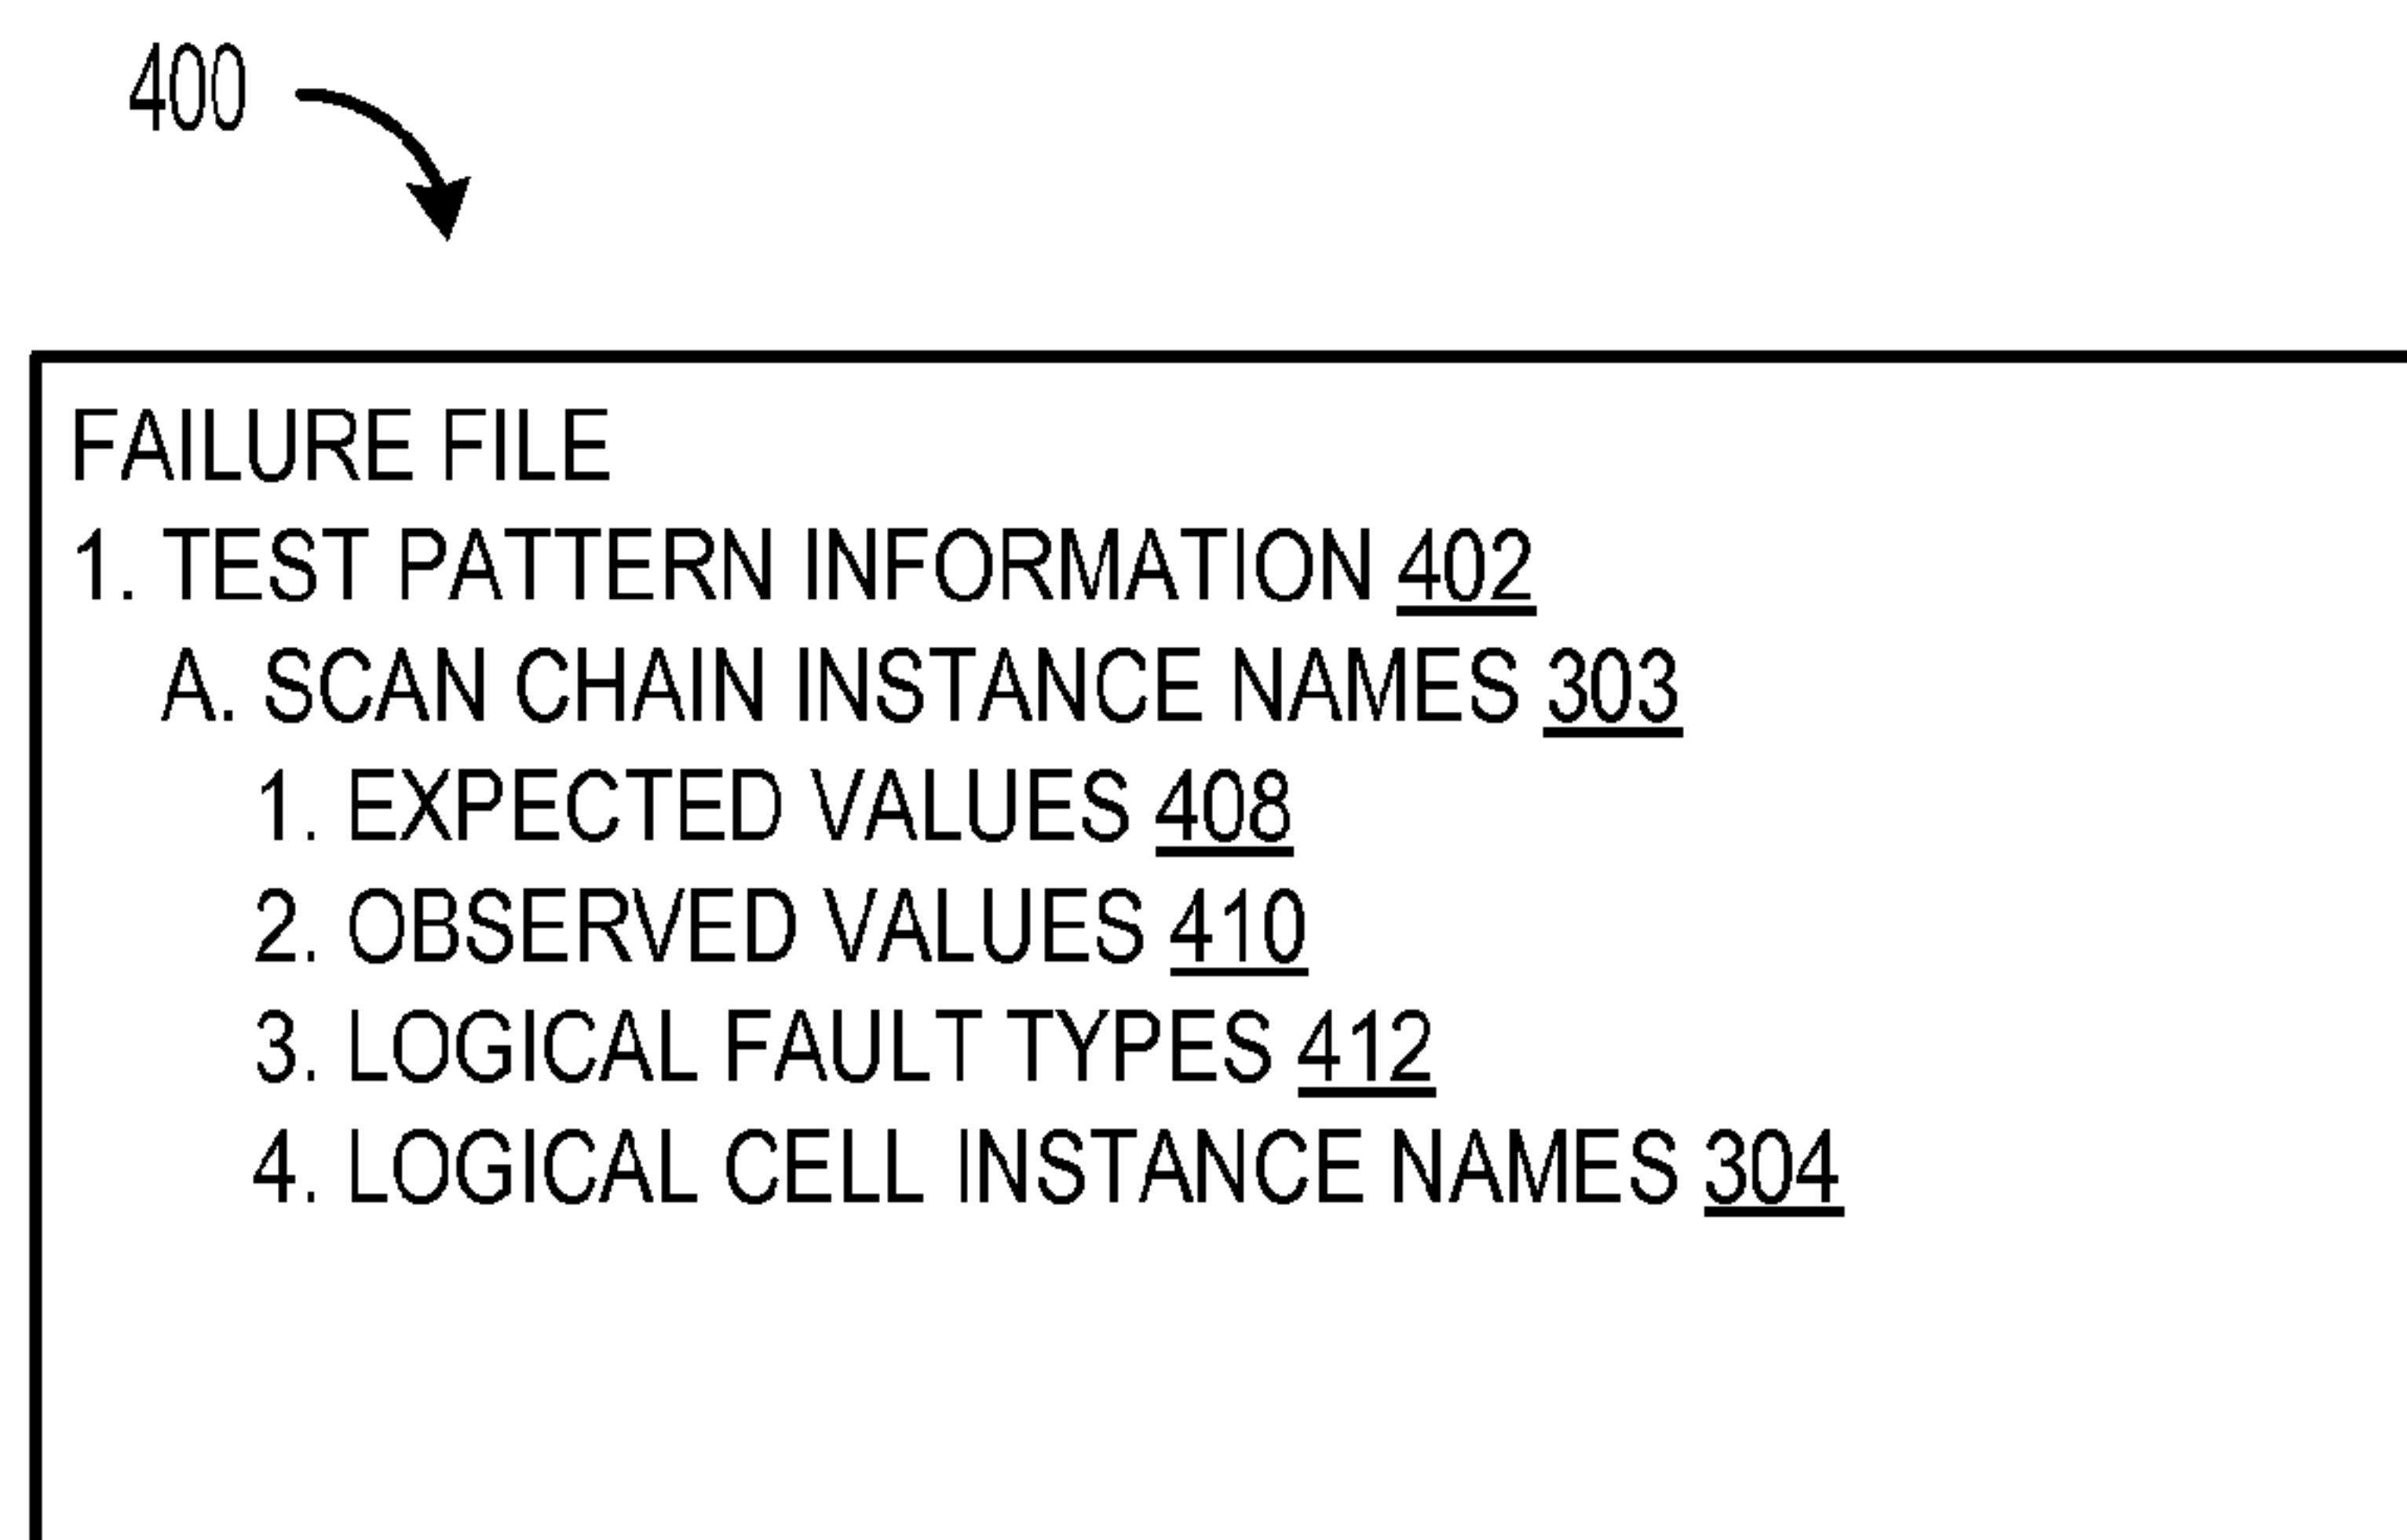 400
FAILURE FILE
1. TEST PATTERN INFORMATION 402
A. SCAN CHAIN INSTANCE NAMES 303
1. EXPECTED VALUES 408
2. OBSERVED VALUES 410
3. LOGICAL FAULT TYPES 412
4. LOGICAL CELL INSTANCE NAMES 304